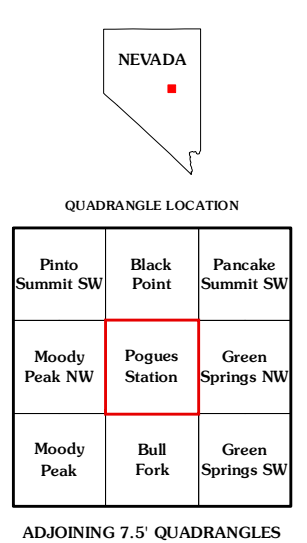 NEVADA
QUADRANGLE LOCATION
Pinto
Summit SW
Black
Point
Pancake
Summit SW
Moody
Peak NW
Pogues
Station
Green
Springs NW
Moody
Peak
Bull
Fork
Green
Springs SW
ADJOINING 7.5' QUADRANGLES